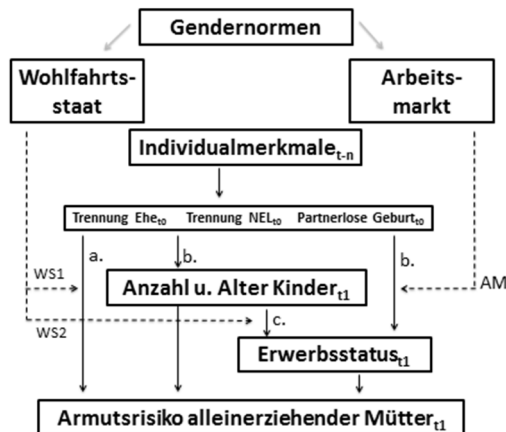 Gendernormen
Wohlfahrts-
staat
Arbeits-
markt
Individualmerkmale t-n
Trennung Ehe t0 Trennung NEL t0 Partnerlose Geburt t0
a.
b.
b.
WS1
Anzahl u. Alter Kinder t1
AM
WS2
c.
Erwerbsstatus t1
Armutsrisiko alleinerziehender Mütter t1